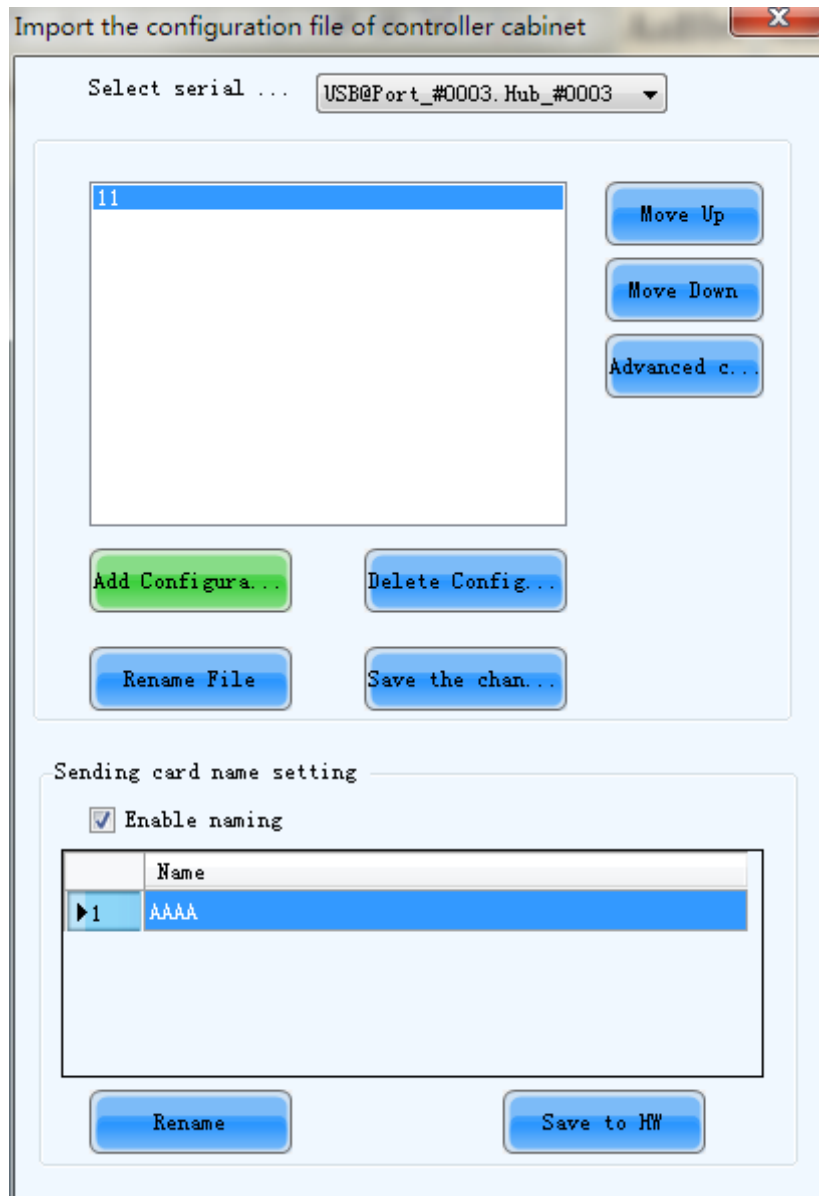 Import the configuration file of controller cabinet
Select serial ...
USB@Port_#0003.Hub_#0003
11
Move Up
Move Down
Advanced c...
Add Configura...
Delete Config...
Rename File
Save the chan...
Sending card name setting
Enable naming
Name
1 AAAA
Rename
Save to HW